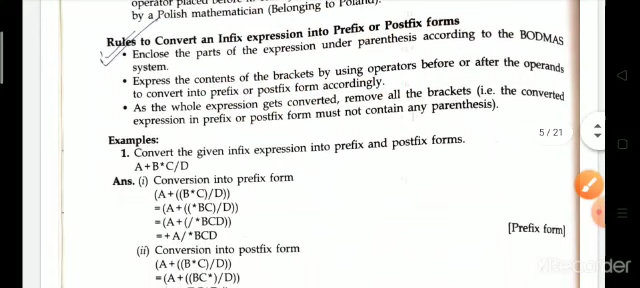 operator placed before
by a Polish mathematician (Belonging to Poland).
Rules to Convert an Infix expression into Prefix or Postfix forms
• Enclose the parts of the expression under parenthesis according to the BODMAS
system.
• Express the contents of the brackets by using operators before or after the operands
to convert into prefix or postfix form accordingly.
• As the whole expression gets converted, remove all the brackets (i.e. the converted
expression in prefix or postfix form must not contain any parenthesis).
5/21
Examples:
1. Convert the given infix expression into prefix and postfix forms.
A+B*C/D
Ans. (i) Conversion into prefix form
(A+((B*C)/D))
=(A+((*BC)/D))
=(A+(/*BCD))
=+A/*BCD [Prefix form]
(ii) Conversion into postfix form
(A+((B*C)/D))
=(A+((BC*)/D))